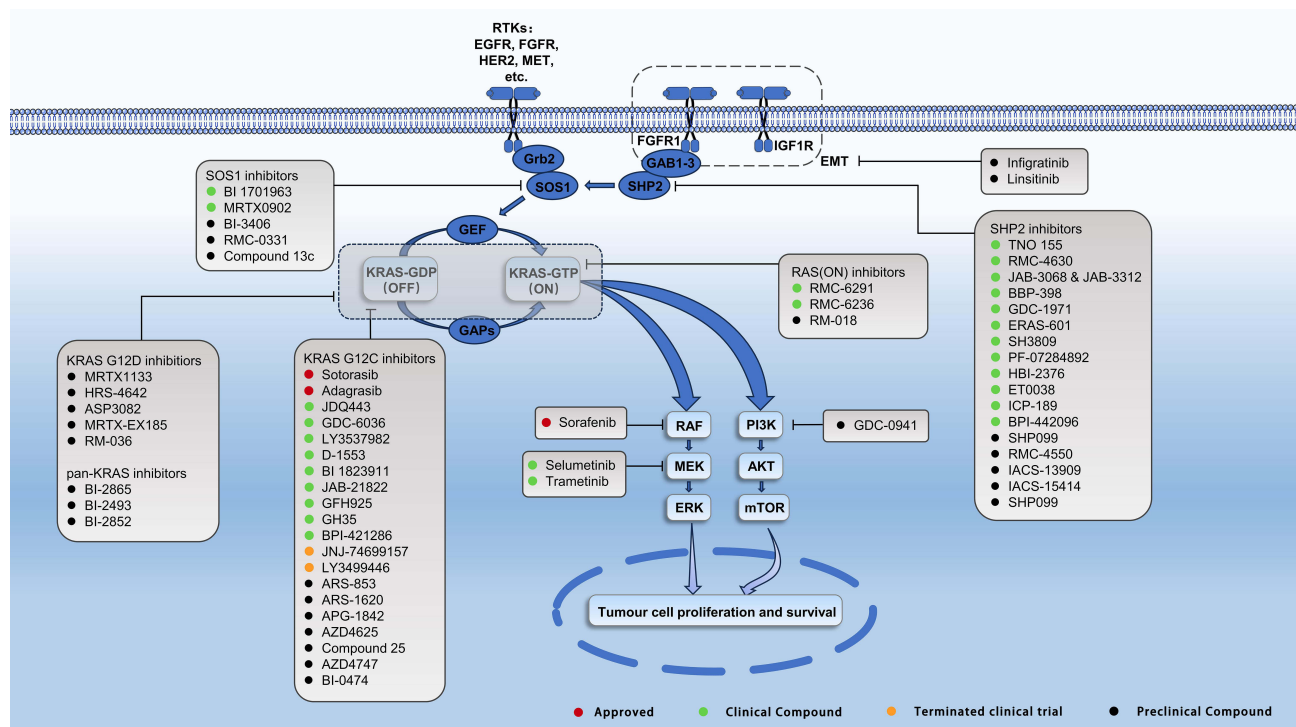 RTKs:
EGFR, FGFR,
HER2, MET,
etc.
FGFR1
IGF1R
EMT
Grb2
GAB1-3
SOS1
SHP2
GEF
KRAS-GDP
(OFF)
KRAS-GTP
(ON)
GAPs
Infigratinib
Linsitinib
SOS1 inhibitors
BI 1701963
MRTX0902
BI-3406
RMC-0331
Compound 13c
SHP2 inhibitors
TNO 155
RMC-4630
JAB-3068 & JAB-3312
BBP-398
GDC-1971
ERAS-601
SH3809
PF-07284892
HBI-2376
ET0038
ICP-189
BPI-442096
SHP099
RMC-4550
IACS-13909
IACS-15414
SHP099
RAS(ON) inhibitors
RMC-6291
RMC-6236
RM-018
KRAS G12D inhibitiors
MRTX1133
HRS-4642
ASP3082
MRTX-EX185
RM-036
pan-KRAS inhibitors
BI-2865
BI-2493
BI-2852
KRAS G12C inhibitors
Sotorasib
Adagrasib
JDQ443
GDC-6036
LY3537982
D-1553
BI 1823911
JAB-21822
GFH925
GH35
BPI-421286
JNJ-74699157
LY3499446
ARS-853
ARS-1620
APG-1842
AZD4625
Compound 25
AZD4747
BI-0474
Sorafenib
RAF
PI3K
GDC-0941
Selumetinib
Trametinib
MEK
AKT
ERK
mTOR
Tumour cell proliferation and survival
Approved
Clinical Compound
Terminated clinical trial
Preclinical Compound